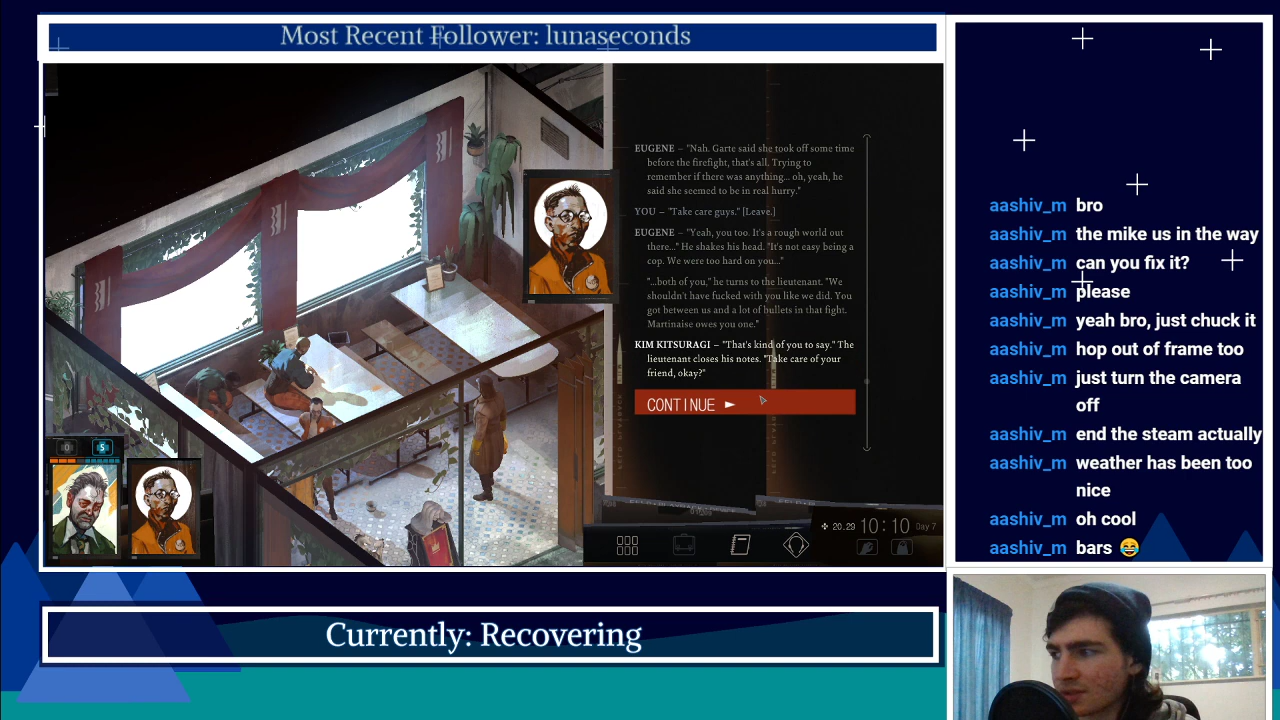 Most Recent Follower: lunaseconds
EUGENE – "Nah. Garte said she took off some time
before the firefight, that's all. Trying to
remember if there was anything... oh, yeah, he
said she seemed to be in real hurry."
YOU – "Take care guys." [Leave.]
EUGENE – "Yeah, you too. It's a rough world out
there..." He shakes his head. "It's not easy being a
cop. We were too hard on you..."
"...both of you," he turns to the lieutenant. "We
shouldn't have fucked with you like we did. You
got between us and a lot of bullets in that fight.
Martinaise owes you one."
KIM KITSURAGI – "That's kind of you to say." The
lieutenant closes his notes. "Take care of your
friend, okay?"
CONTINUE ►
0
5
20.29 10:10 Day 7
aashiv_m bro
aashiv_m the mike us in the way
aashiv_m can you fix it?
aashiv_m please
aashiv_m yeah bro, just chuck it
aashiv_m hop out of frame too
aashiv_m just turn the camera
off
aashiv_m end the steam actually
aashiv_m weather has been too
nice
aashiv_m oh cool
aashiv_m bars 😂
Currently: Recovering